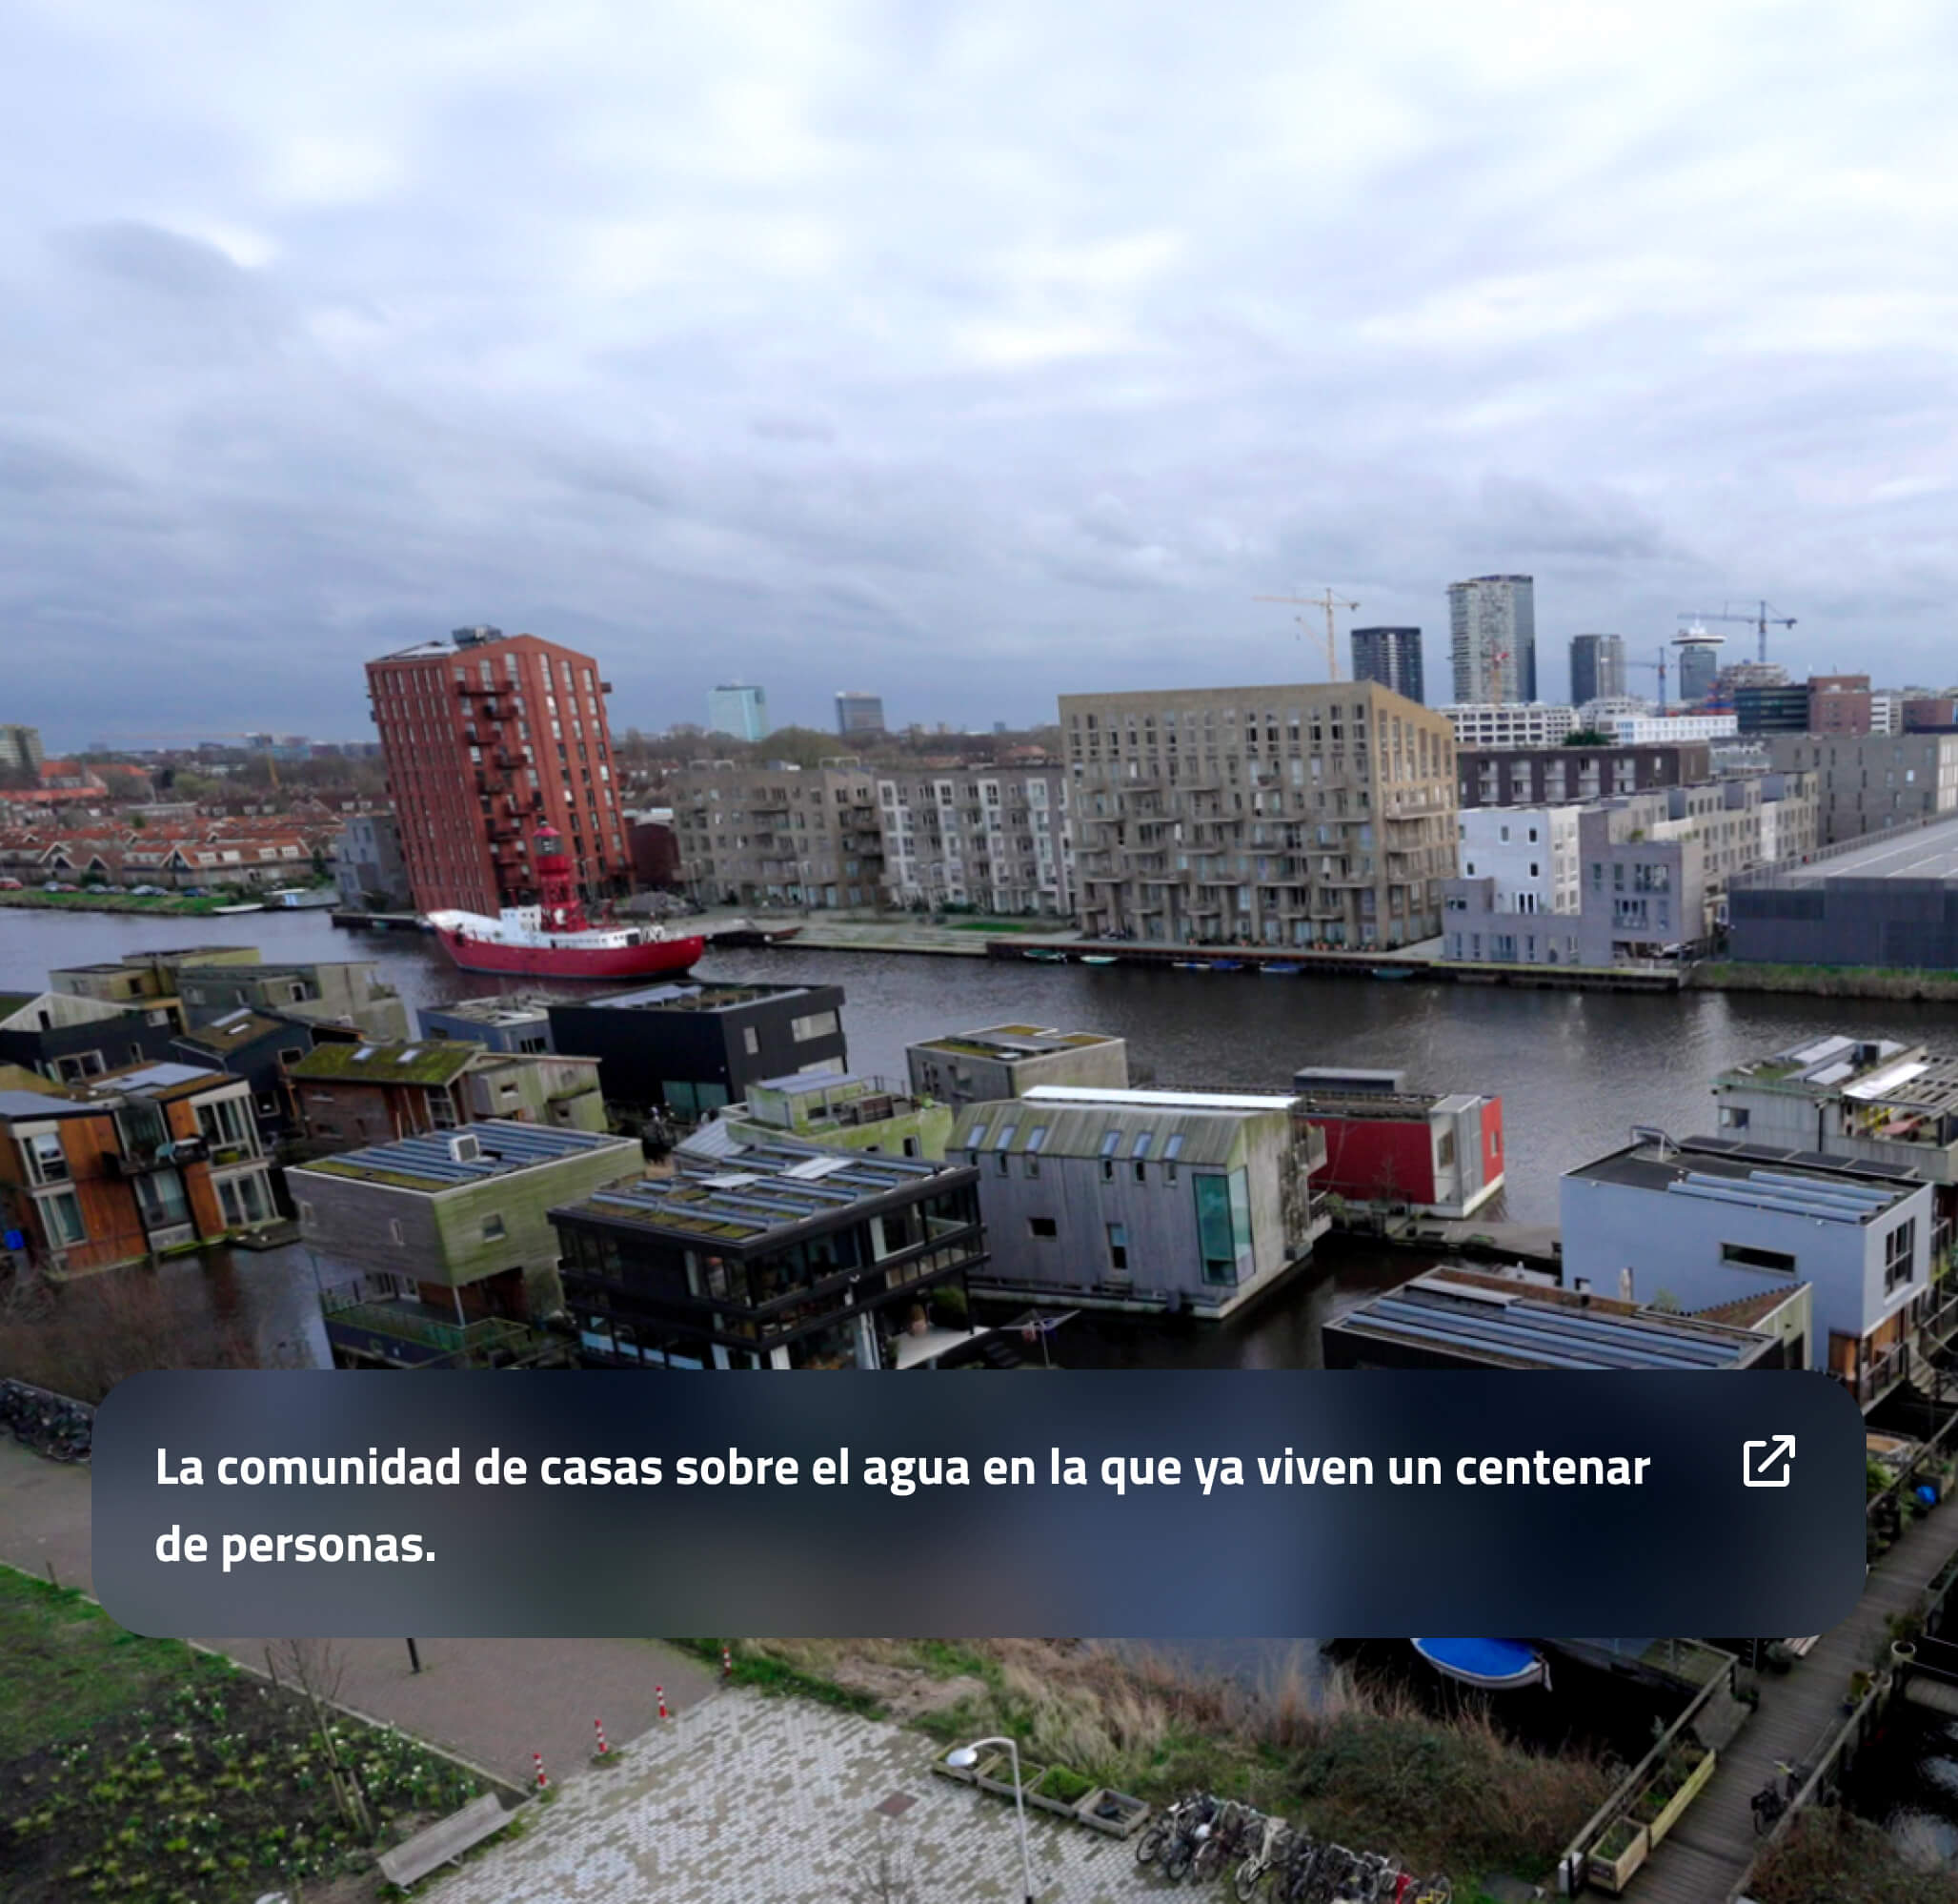 La comunidad de casas sobre el agua en la que ya viven un centenar
de personas.